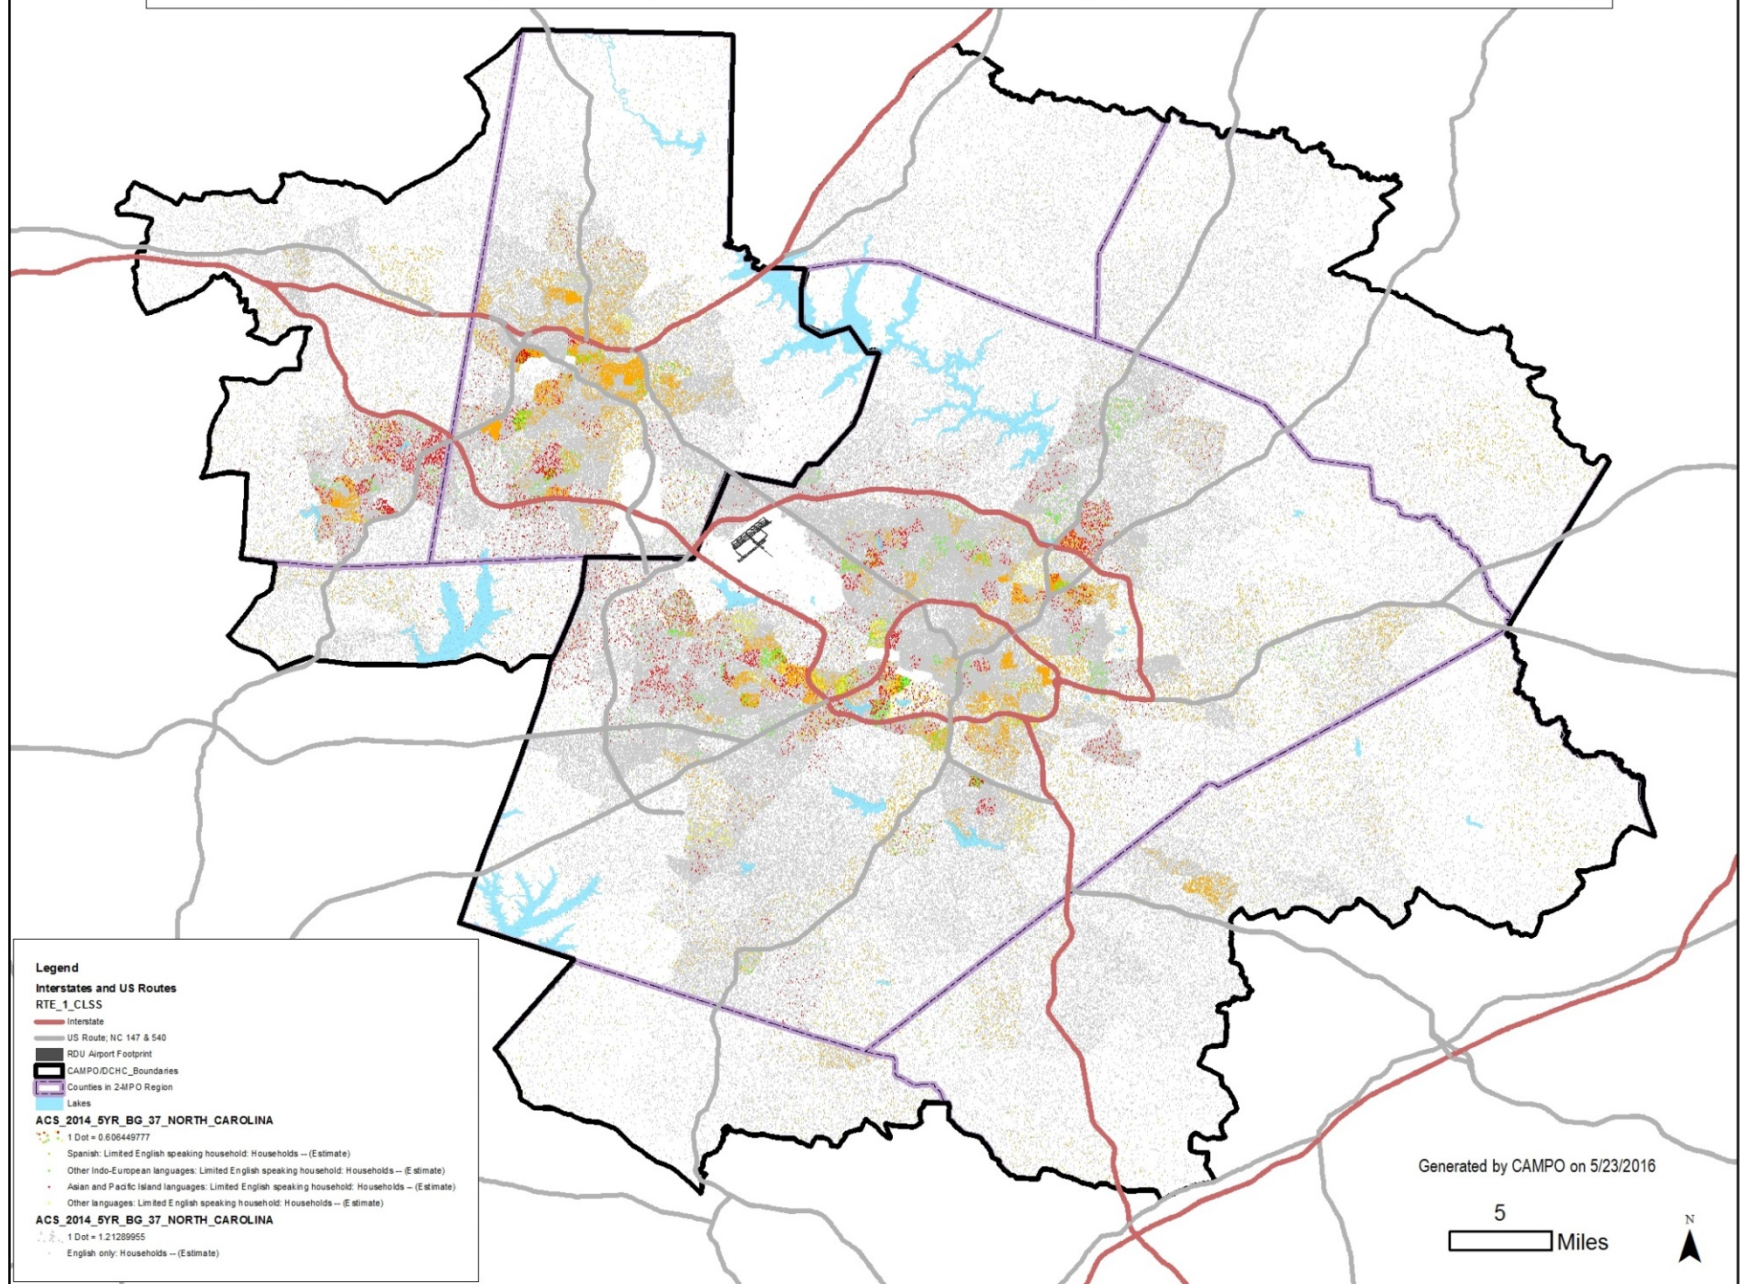 Legend
Interstates and US Routes
RTE_1_CLSS
Interstate
US Route; NC 147 & 540
RDU Airport Footprint
CAMPO/DCHC_Boundaries
Counties in 2-MPO Region
Lakes
ACS_2014_5YR_BG_37_NORTH_CAROLINA
1 Dot = 0.606449777
Spanish: Limited English speaking household: Households -- (Estimate)
Other Indo-European languages: Limited English speaking household: Households -- (Estimate)
Asian and Pacific Island languages: Limited English speaking household: Households -- (Estimate)
Other languages: Limited English speaking household: Households -- (Estimate)
ACS_2014_5YR_BG_37_NORTH_CAROLINA
1 Dot = 1.21289955
English only: Households -- (Estimate)
Generated by CAMPO on 5/23/2016
5
Miles
N